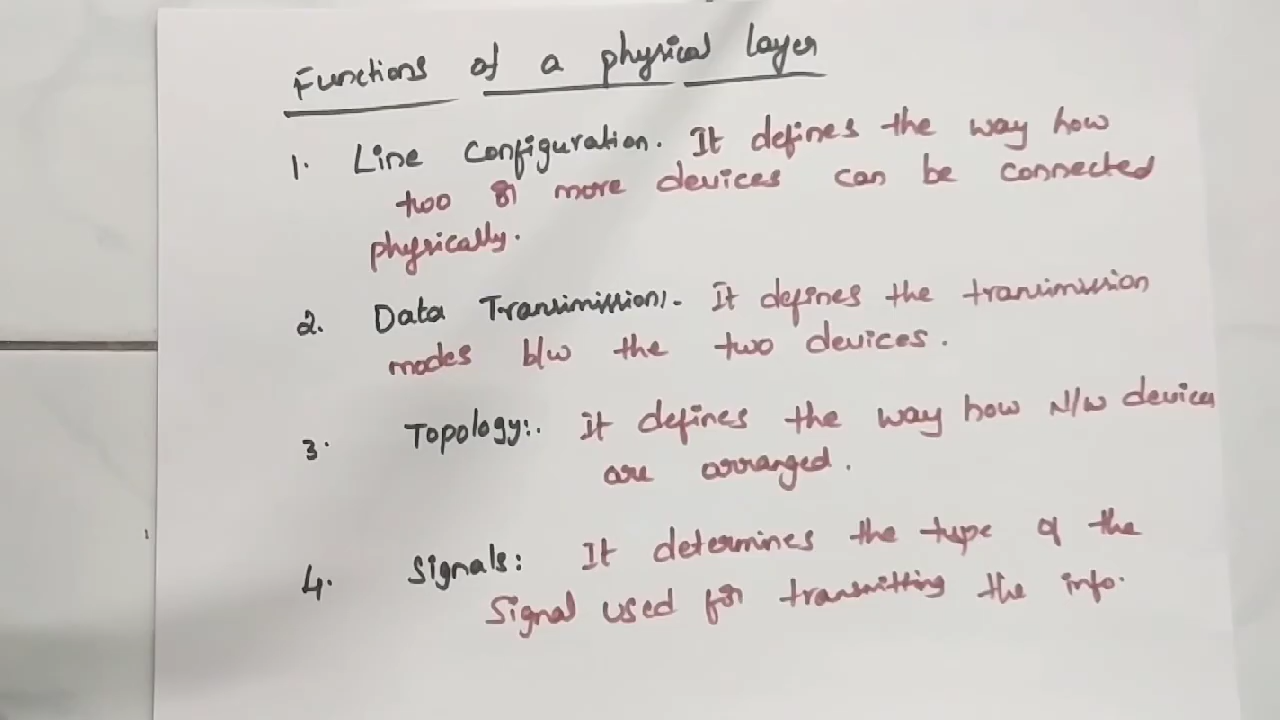 Functions of a physical layer
1. Line Configuration. It defines the way how
two or more devices can be connected
physically.
2. Data Transimission:- It defines the transmission
modes b/w the two devices.
3. Topology:. It defines the way how N/w devices
are arranged.
4. Signals: It determines the type of the
Signal used for transmitting the info.